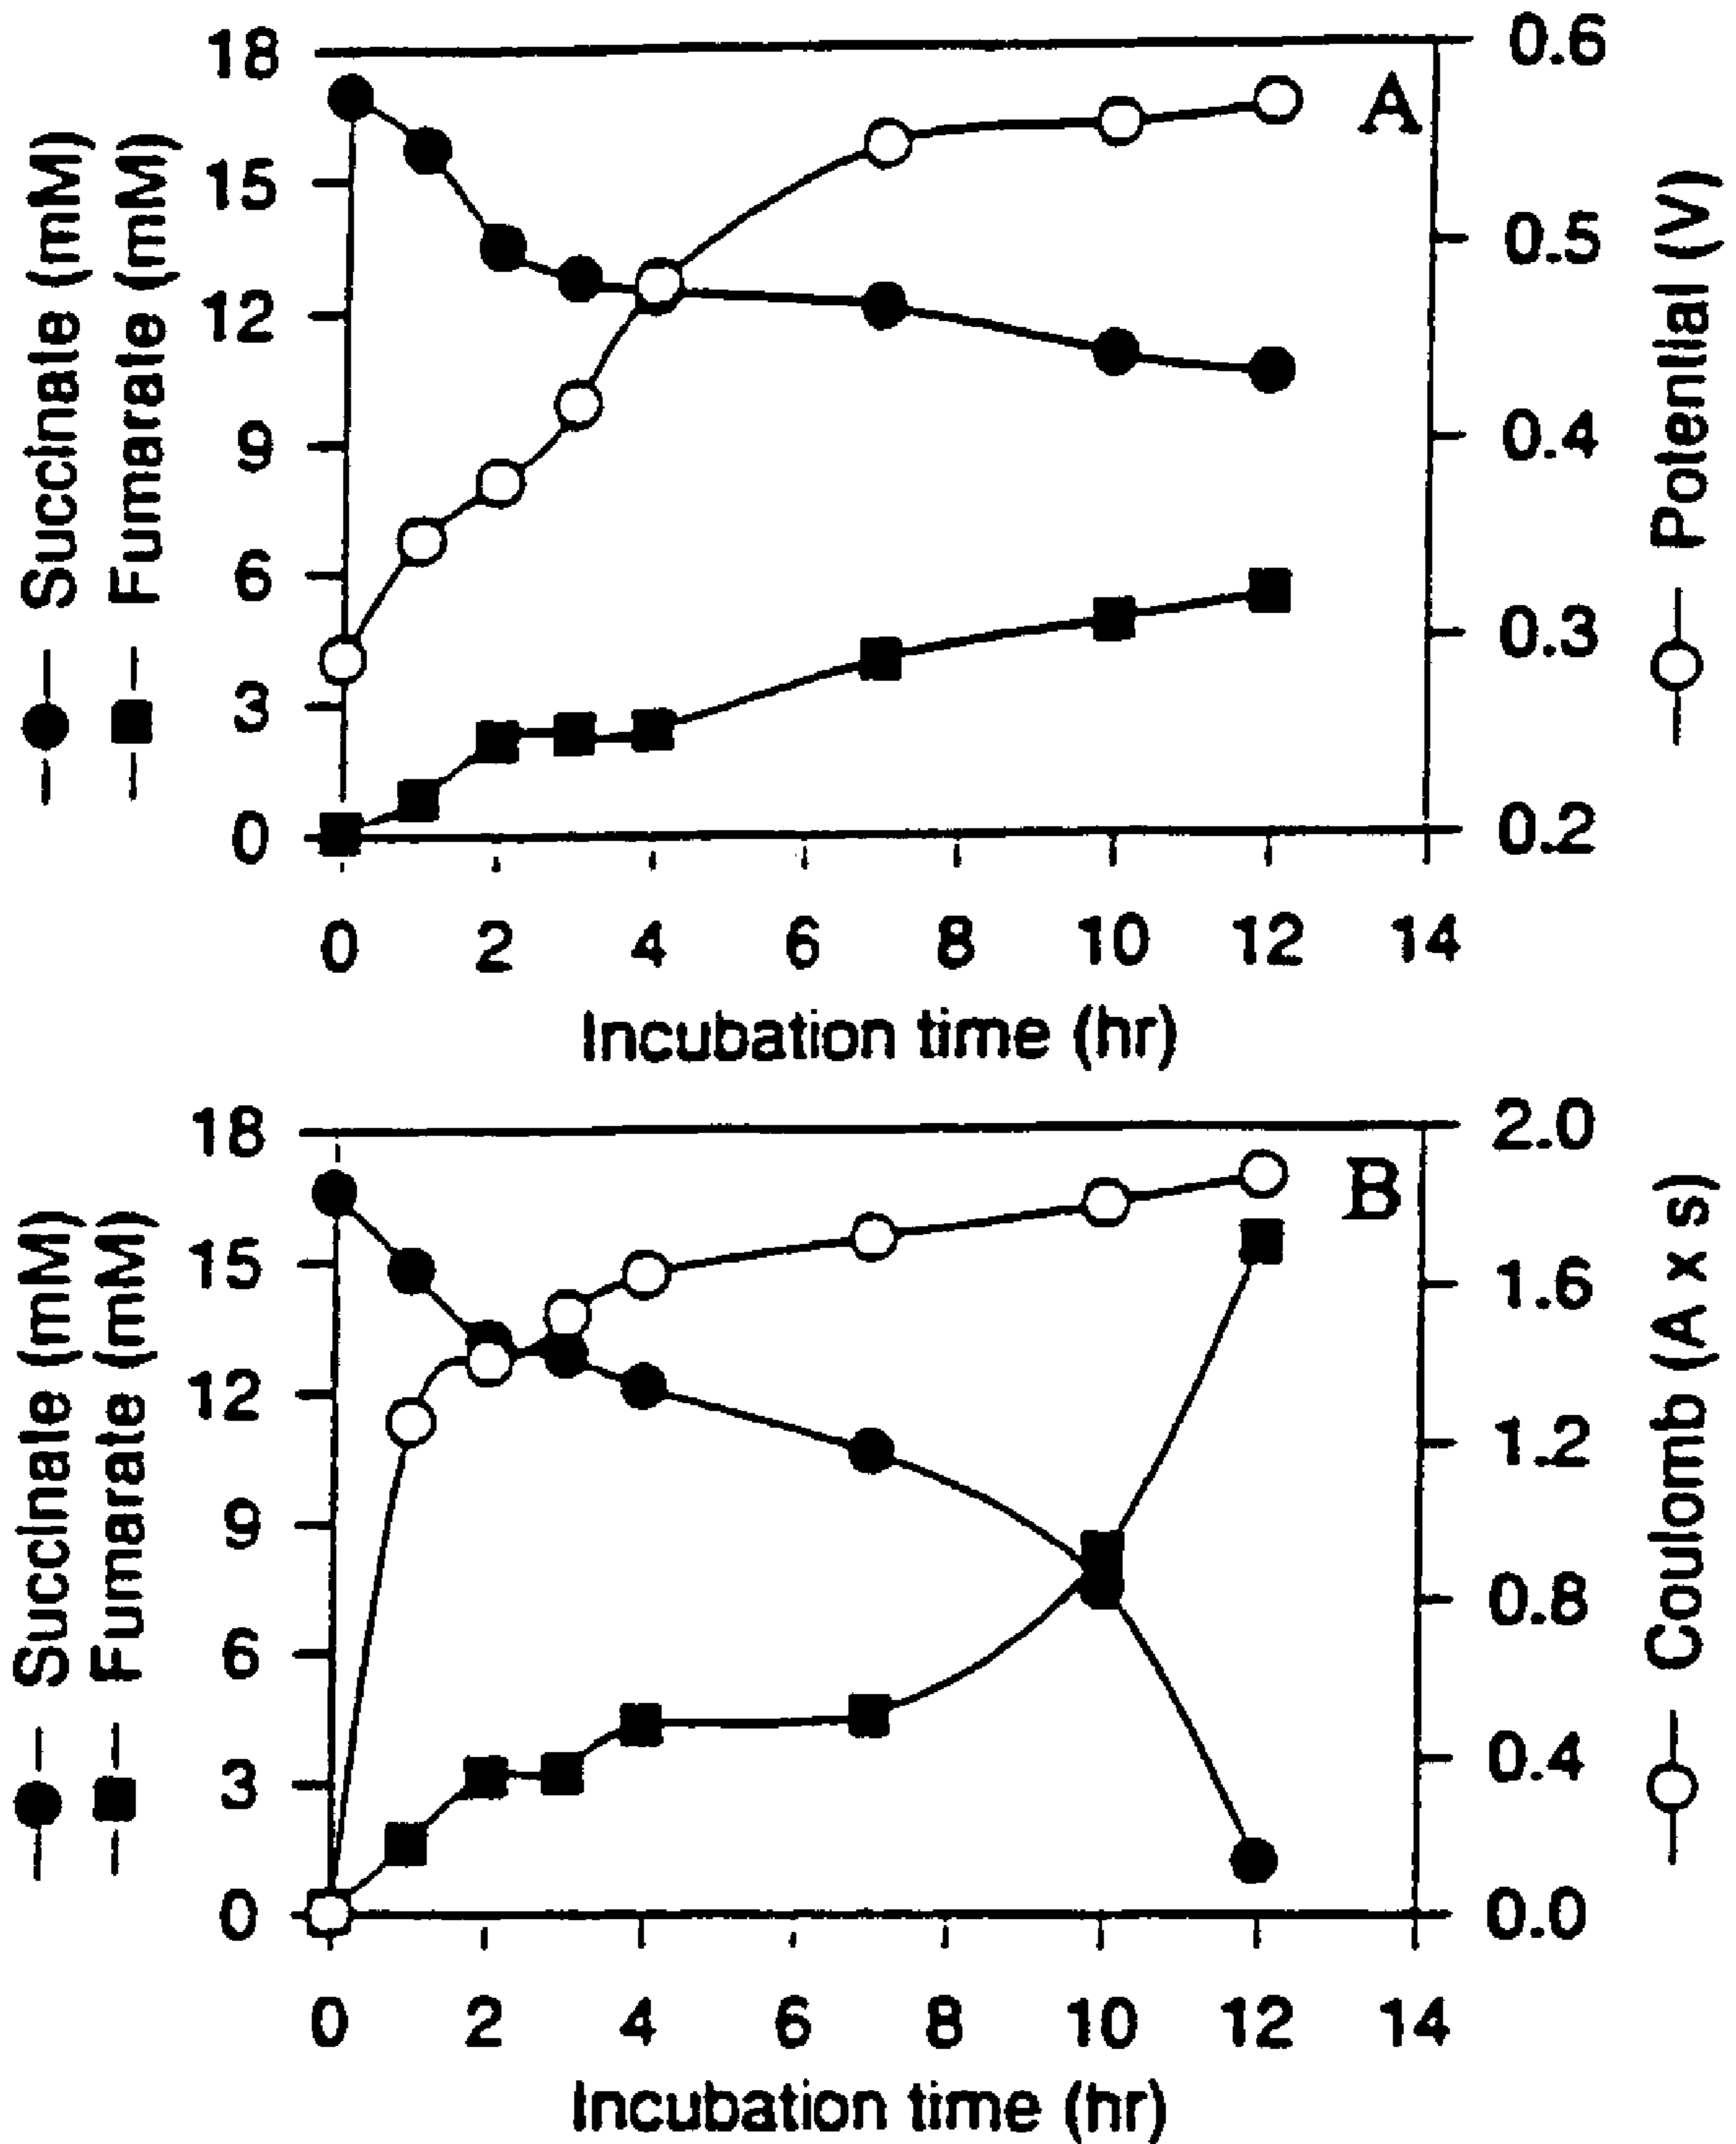 A
Succinate (mM)
Fumarate (mM)
18
15
12
9
6
3
0
0.6
0.5
0.4
0.3
0.2
Potential (V)
0 2 4 6 8 10 12 14
Incubation time (hr)
B
Succinate (mM)
Fumarate (mM)
18
15
12
9
6
3
0
2.0
1.6
1.2
0.8
0.4
0.0
Coulomb (A x s)
0 2 4 6 8 10 12 14
Incubation time (hr)